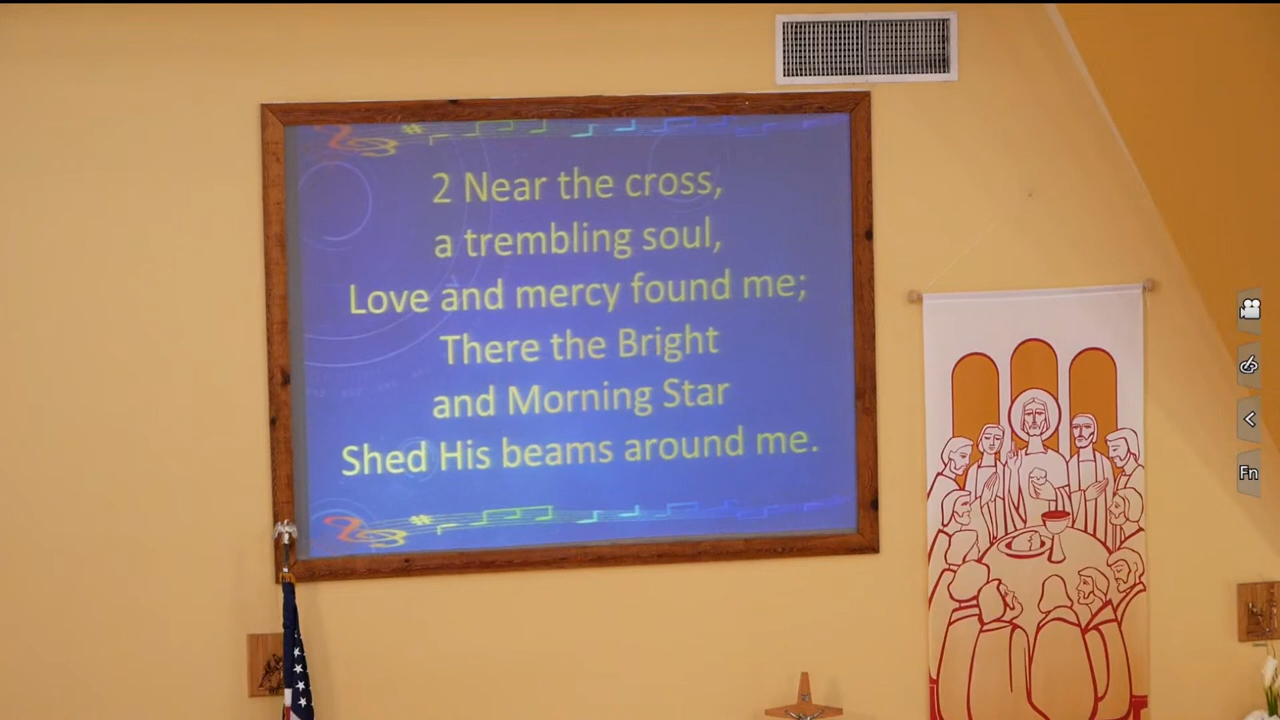 2 Near the cross,
a trembling soul,
Love and mercy found me;
There the Bright
and Morning Star
Shed His beams around me.
Fn